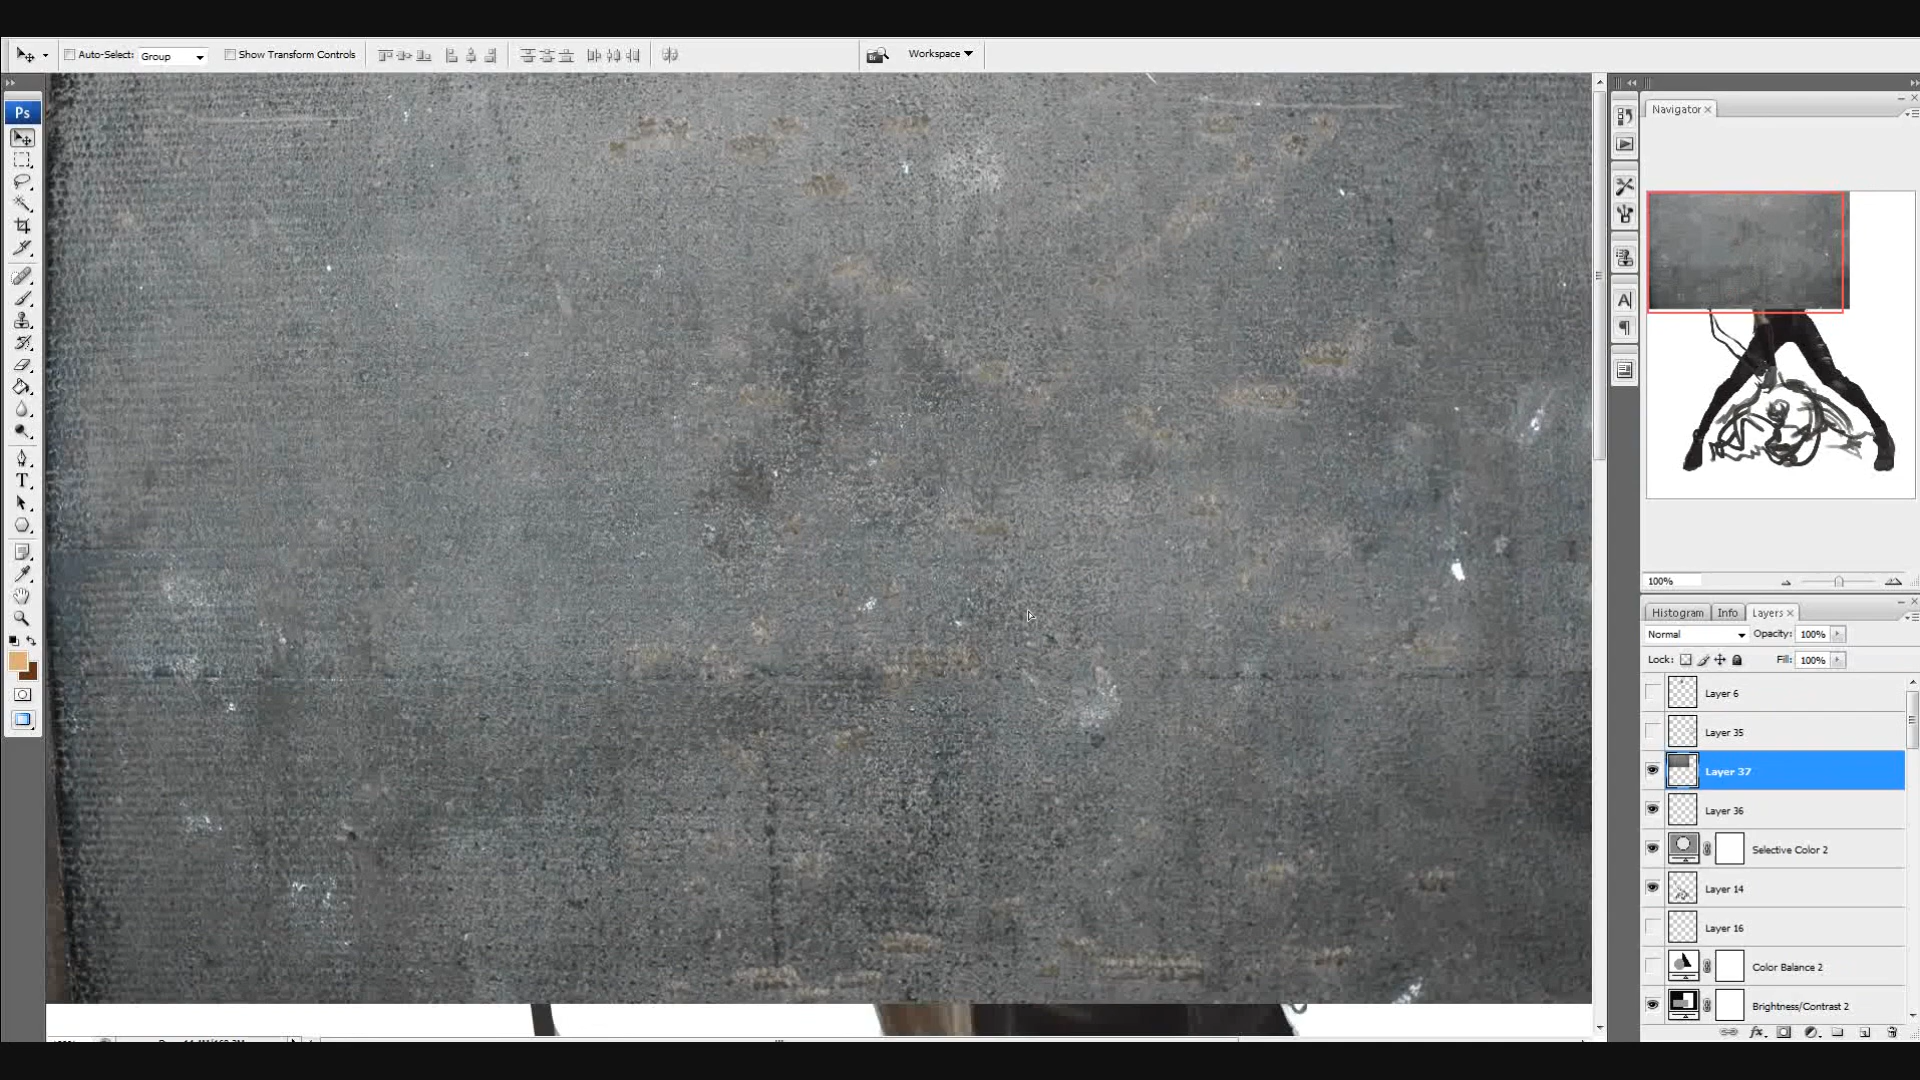 Auto-Select: Group Show Transform Controls Br Workspace
Ps
Navigator
100%
Histogram Info Layers
Normal Opacity: 100%
Lock: Fill: 100%
Layer 6
Layer 35
Layer 37
Layer 36
Selective Color 2
Layer 14
Layer 16
Color Balance 2
Brightness/Contrast 2